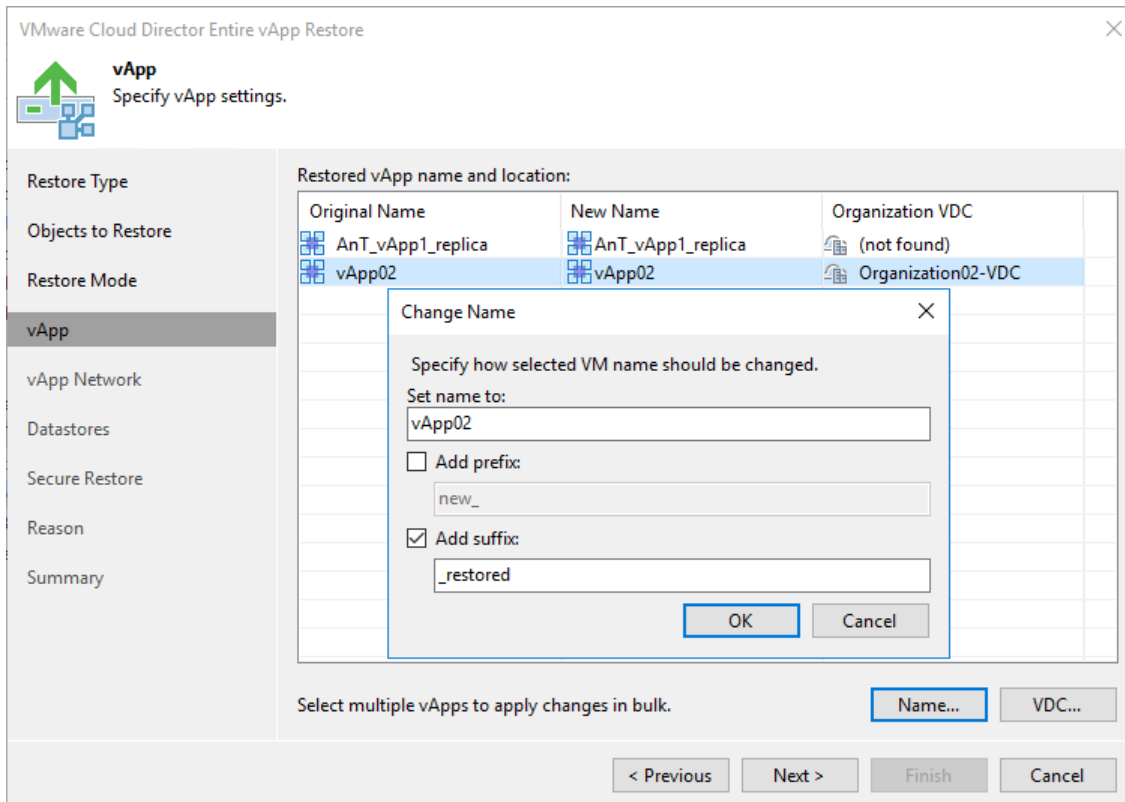 VMware Cloud Director Entire vApp Restore
vApp
Specify vApp settings.
Restore Type
Objects to Restore
Restore Mode
vApp
vApp Network
Datastores
Secure Restore
Reason
Summary
Restored vApp name and location:
Original Name New Name Organization VDC
AnT_vApp1_replica AnT_vApp1_replica (not found)
vApp02 vApp02 Organization02-VDC
Change Name
Specify how selected VM name should be changed.
Set name to:
vApp02
Add prefix:
new_
Add suffix:
_restored
OK Cancel
Select multiple vApps to apply changes in bulk. Name... VDC...
< Previous Next > Finish Cancel